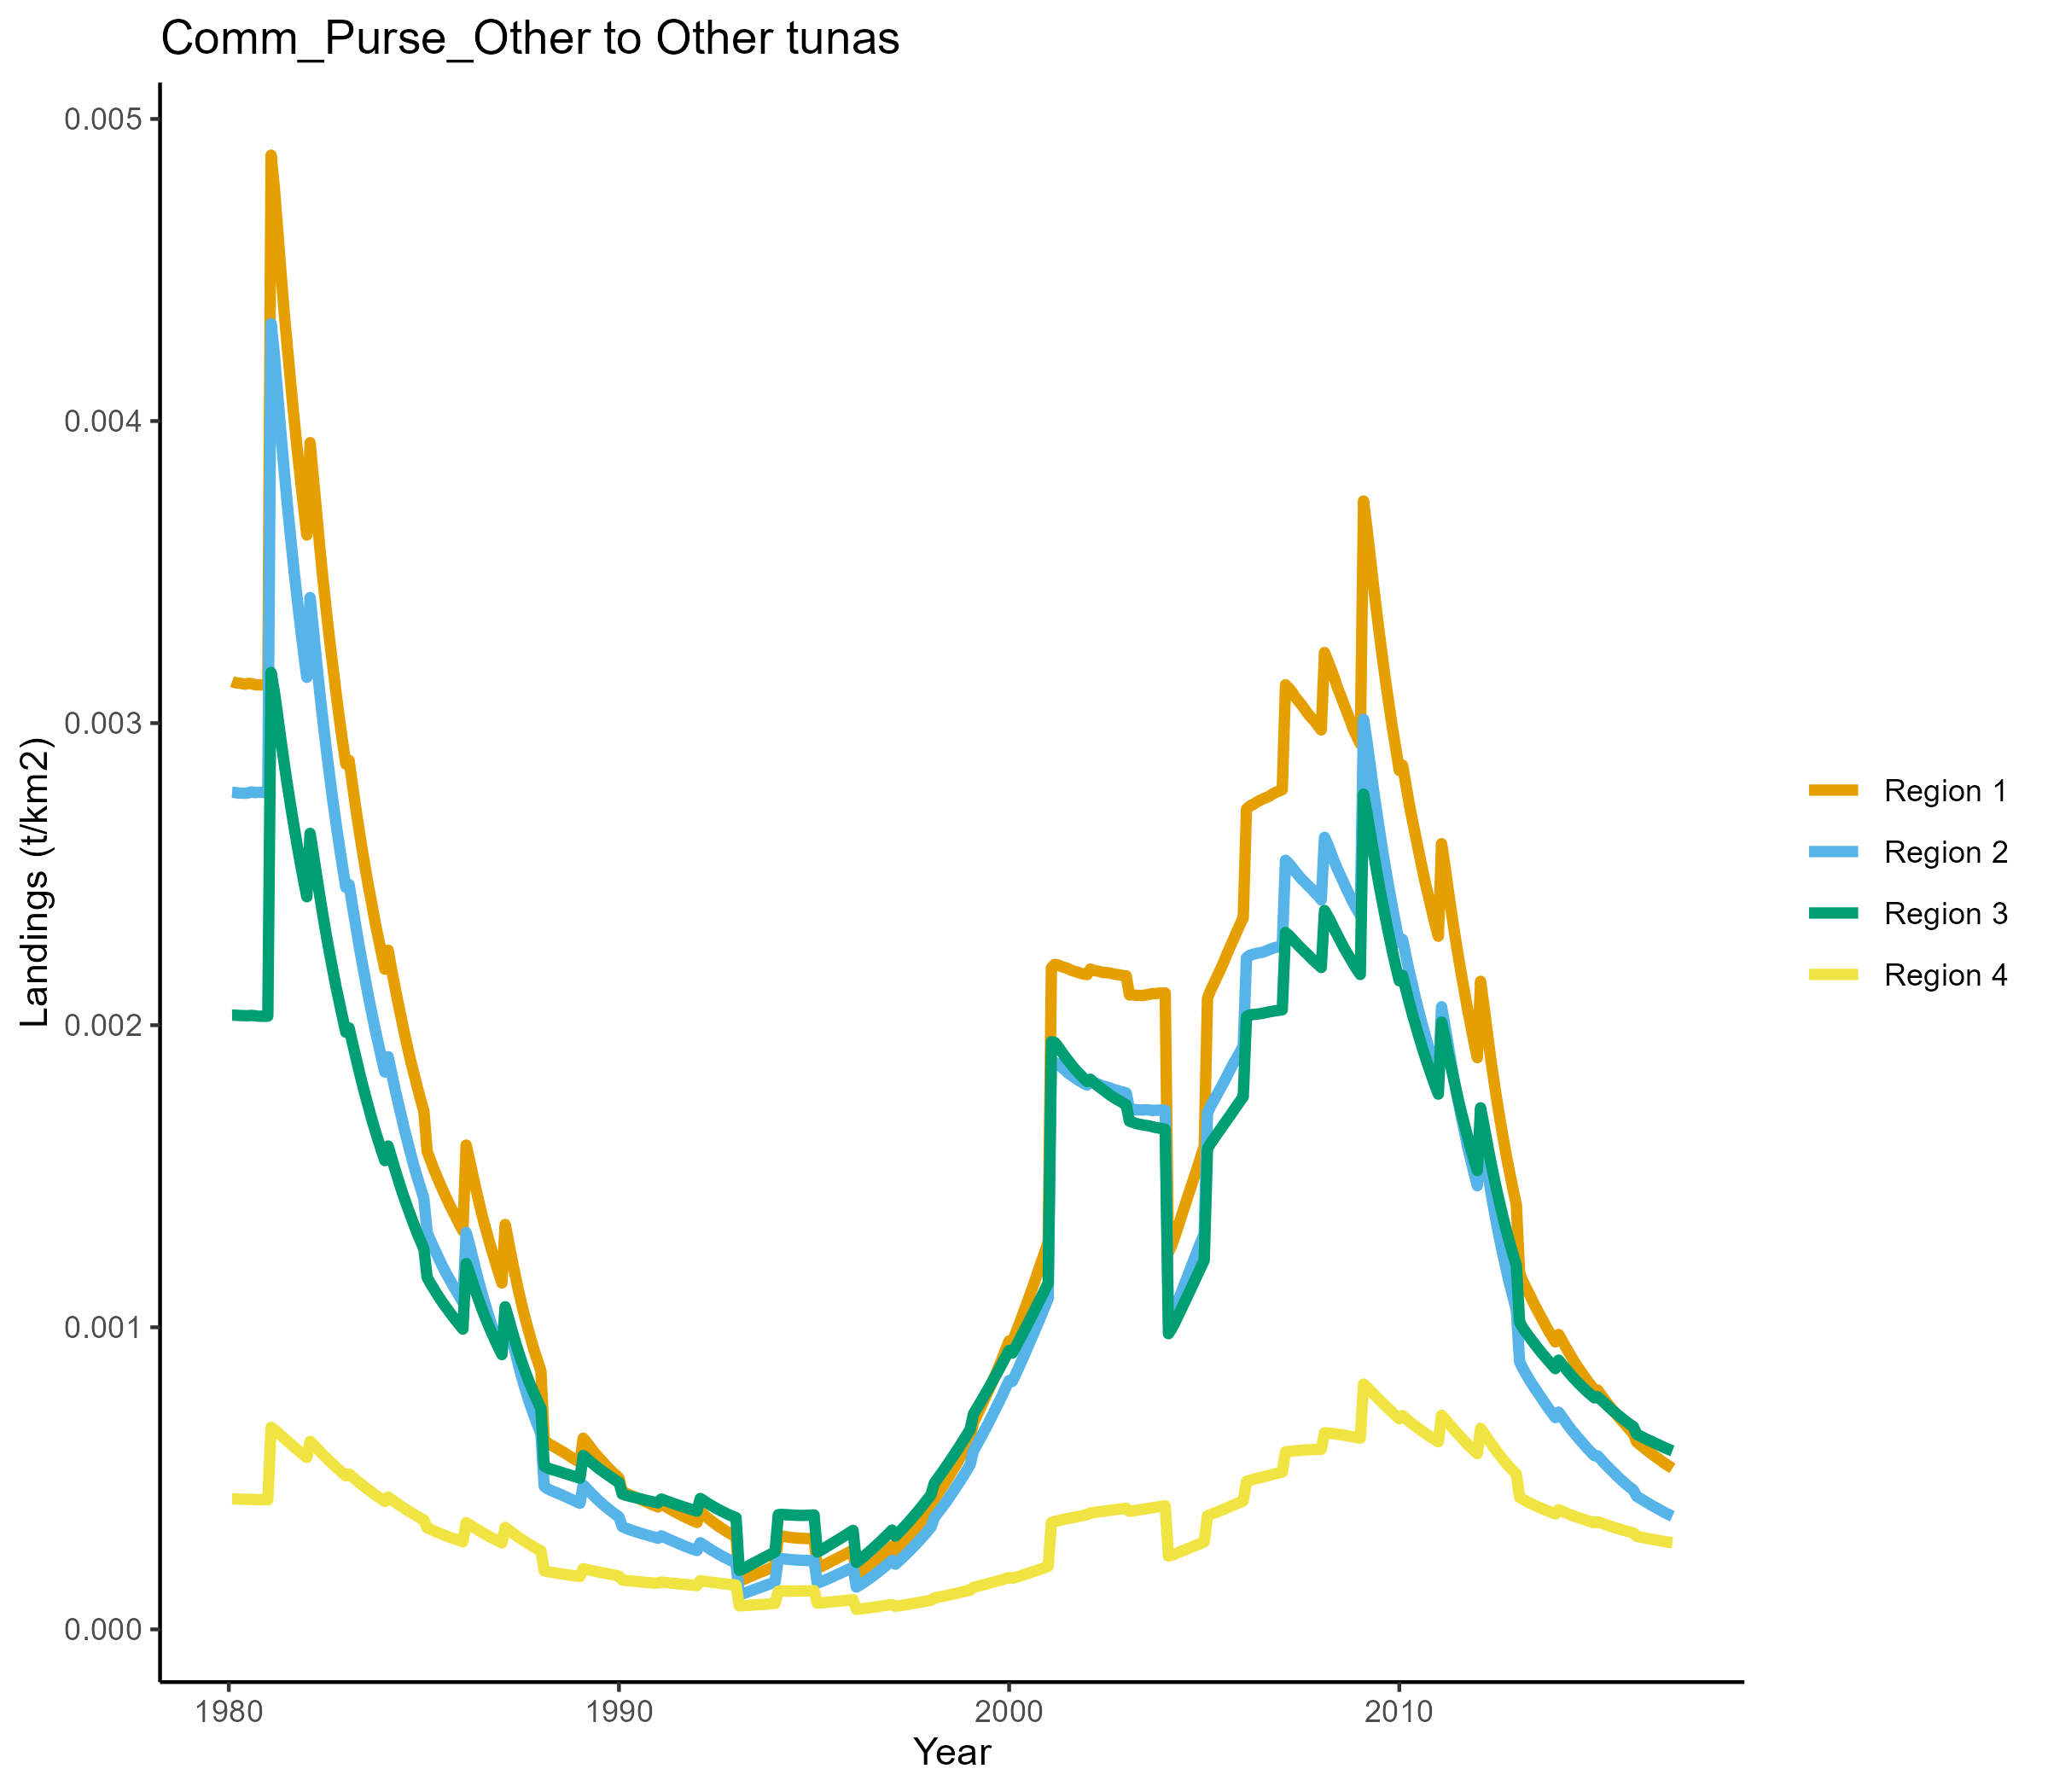 Comm_Purse_Other to Other tunas
0.005
0.004
0.003
0.002
0.001
0.000
Landings (t/km2)
1980 1990 2000 2010
Year
Region 1
Region 2
Region 3
Region 4